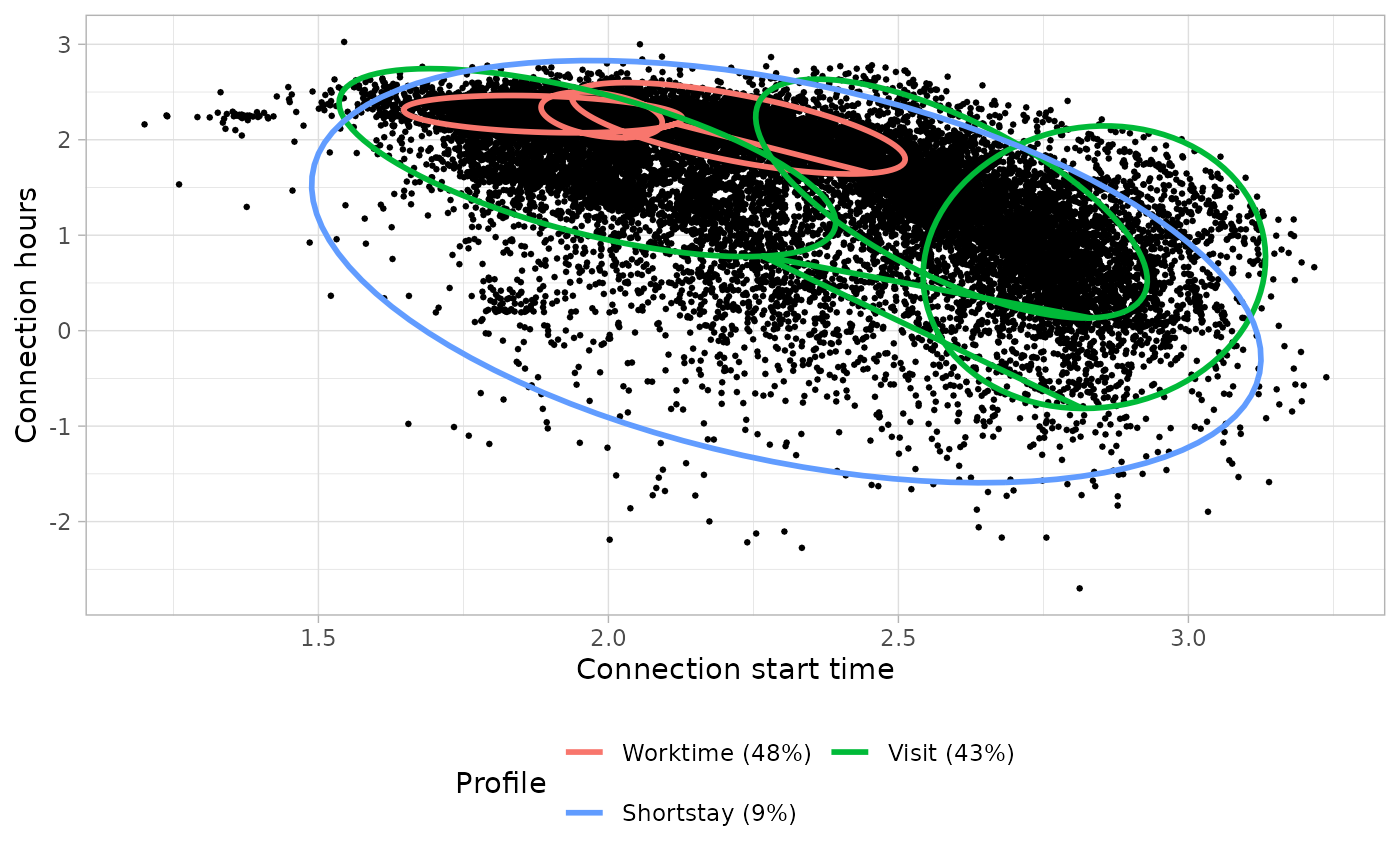 3
2
1
0
-1
-2
Connection hours
1.5 2.0 2.5 3.0
Connection start time
Worktime (48%) Visit (43%)
Profile
Shortstay (9%)